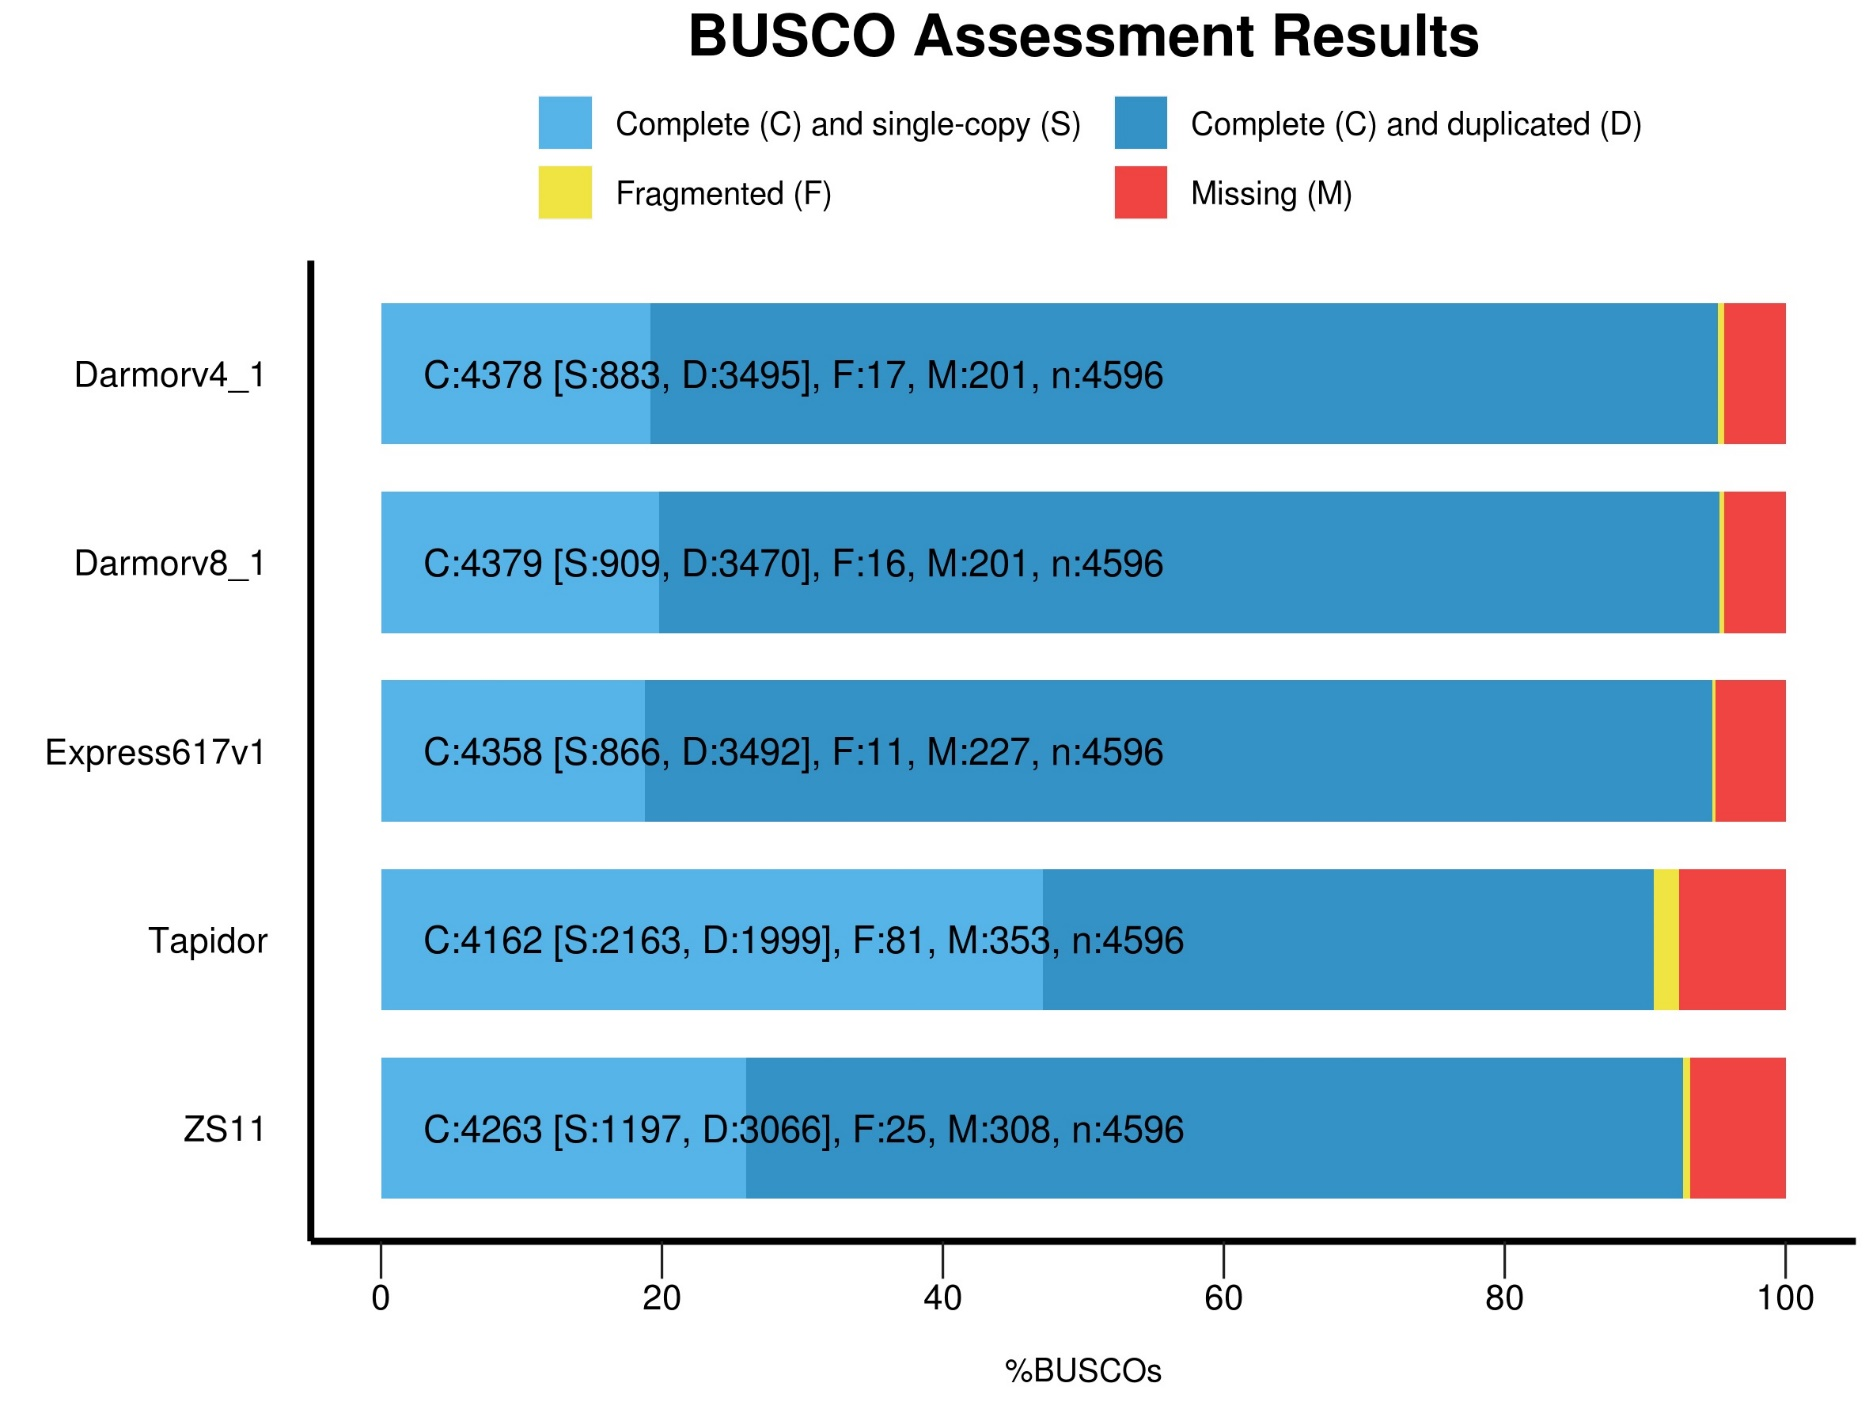 BUSCO Assessment Results
Complete (C) and single-copy (S) Complete (C) and duplicated (D)
Fragmented (F) Missing (M)
Darmorv4_1 C:4378 [S:883, D:3495], F:17, M:201, n:4596
Darmorv8_1 C:4379 [S:909, D:3470], F:16, M:201, n:4596
Express617v1 C:4358 [S:866, D:3492], F:11, M:227, n:4596
Tapidor C:4162 [S:2163, D:1999], F:81, M:353, n:4596
ZS11 C:4263 [S:1197, D:3066], F:25, M:308, n:4596
0 20 40 60 80 100
%BUSCOs